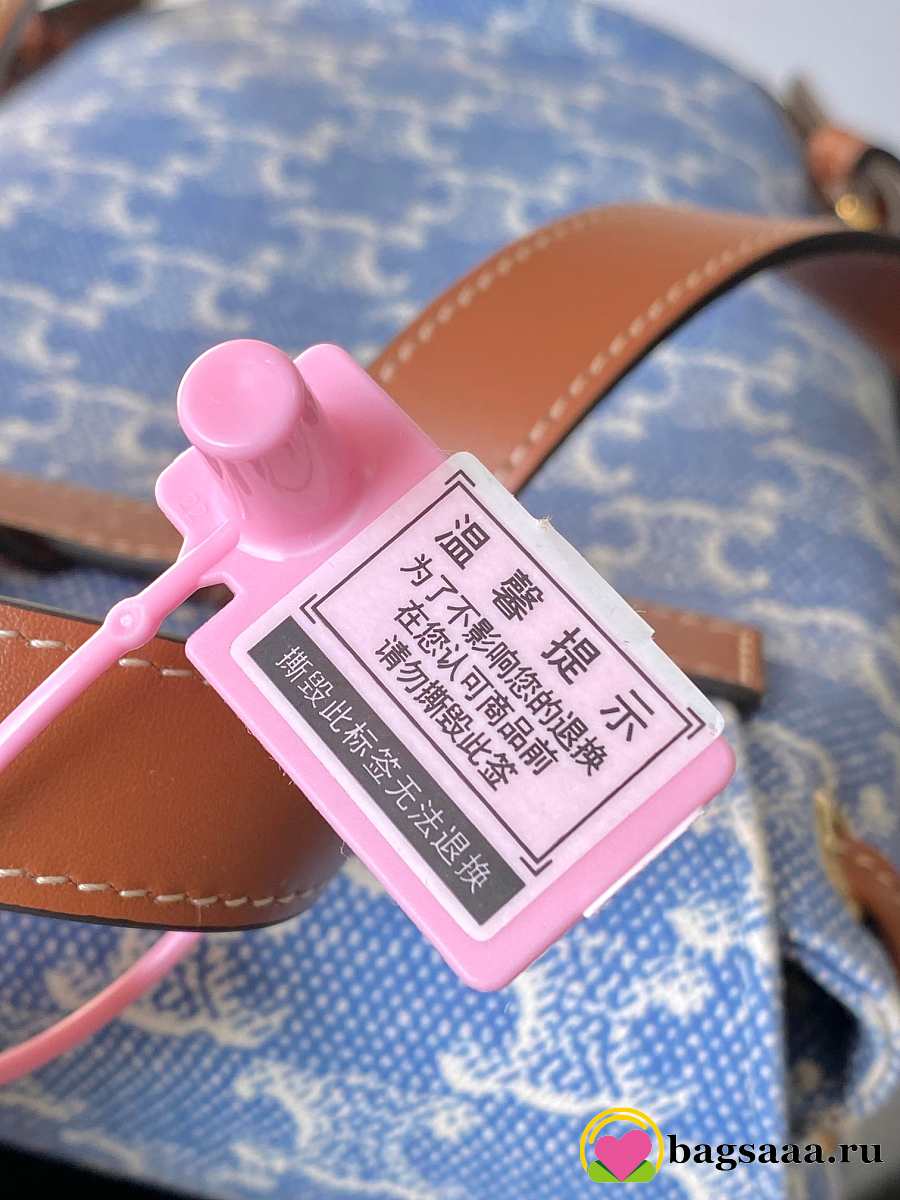 温馨提示
为了不影响您的退换
在您认可商品前
请勿撕毁此签
撕毁此标签无法退换
27
bagsaaa.ru